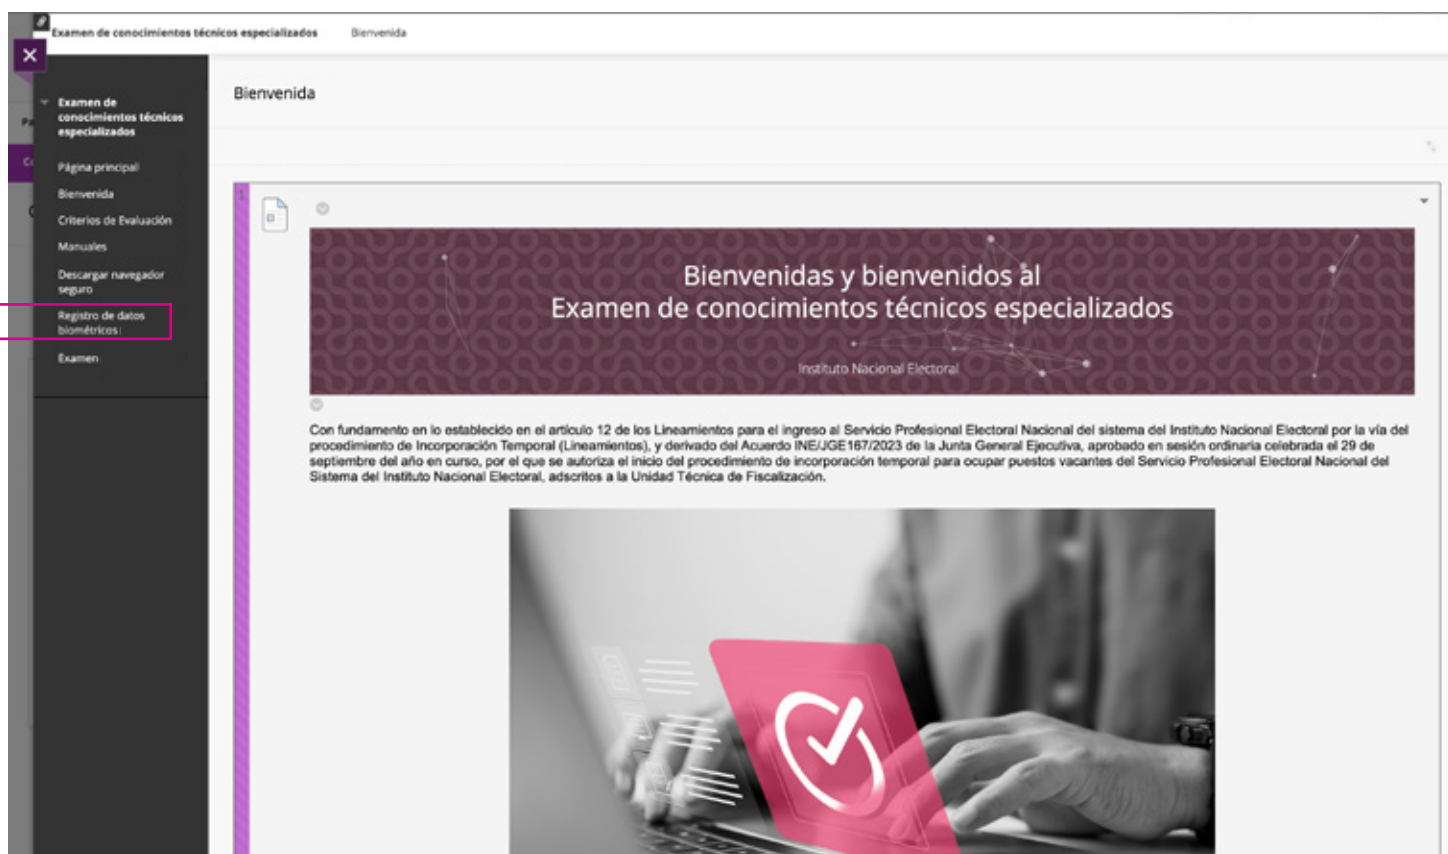 Examen de conocimientos técnicos especializados Bienvenida
Examen de
conocimientos técnicos
especializados
Página principal
Bienvenida
Criterios de Evaluación
Manuales
Descargar navegador
seguro
Registro de datos
biométricos
Examen
Bienvenida
1
Bienvenidas y bienvenidos al
Examen de conocimientos técnicos especializados
Instituto Nacional Electoral
Con fundamento en lo establecido en el artículo 12 de los Lineamientos para el ingreso al Servicio Profesional Electoral Nacional del sistema del Instituto Nacional Electoral por la vía del
procedimiento de Incorporación Temporal (Lineamientos), y derivado del Acuerdo INE/JGE167/2023 de la Junta General Ejecutiva, aprobado en sesión ordinaria celebrada el 29 de
septiembre del año en curso, por el que se autoriza el inicio del procedimiento de incorporación temporal para ocupar puestos vacantes del Servicio Profesional Electoral Nacional del
Sistema del Instituto Nacional Electoral, adscritos a la Unidad Técnica de Fiscalización.